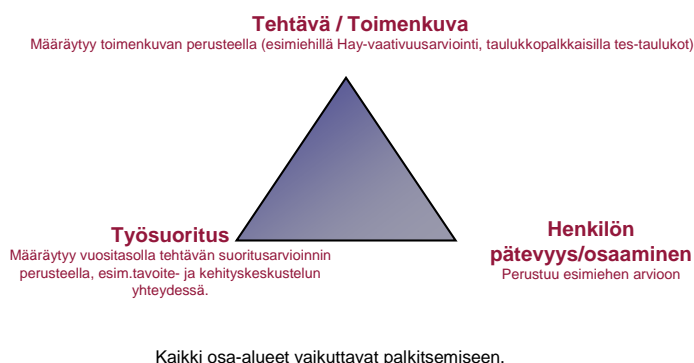 Tehtävä / Toimenkuva
Määräytyy toimenkuvan perusteella (esimiehillä Hay-vaativuusarviointi, taulukkopalkkaisilla tes-taulukot)
Työsuoritus
Määräytyy vuositasolla tehtävän suoritusarvioinnin
perusteella, esim.tavoite- ja kehityskeskustelun
yhteydessä.
Henkilön
pätevyys/osaaminen
Perustuu esimiehen arvioon
Kaikki osa-alueet vaikuttavat palkitsemiseen.